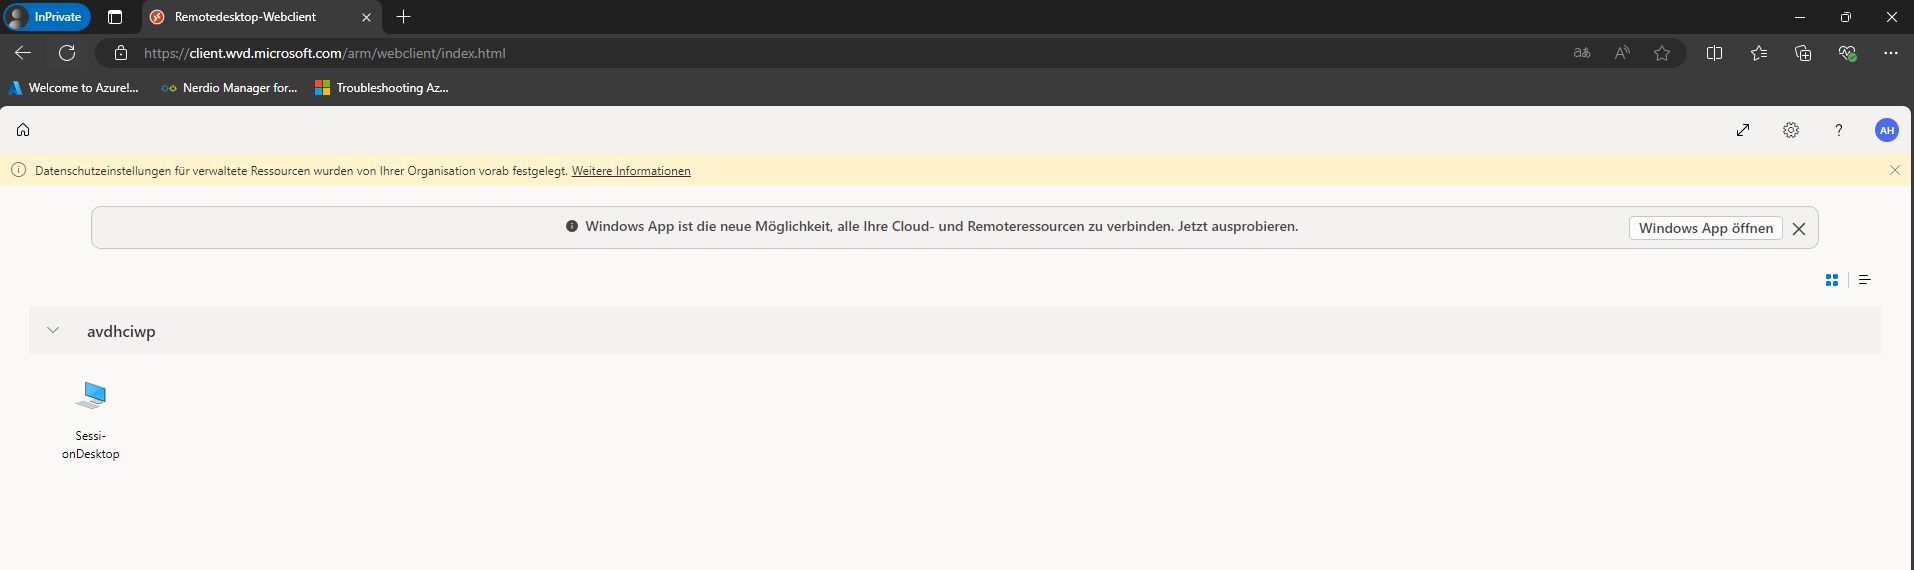 InPrivate
Remotedesktop-Webclient
https://client.wvd.microsoft.com/arm/webclient/index.html
aあ
Welcome to Azure!...
Nerdio Manager for...
Troubleshooting Az...
?
AH
Datenschutzeinstellungen für verwaltete Ressourcen wurden von Ihrer Organisation vorab festgelegt. Weitere Informationen
Windows App ist die neue Möglichkeit, alle Ihre Cloud- und Remoteressourcen zu verbinden. Jetzt ausprobieren.
Windows App öffnen
avdhciwp
Sessi-
onDesktop